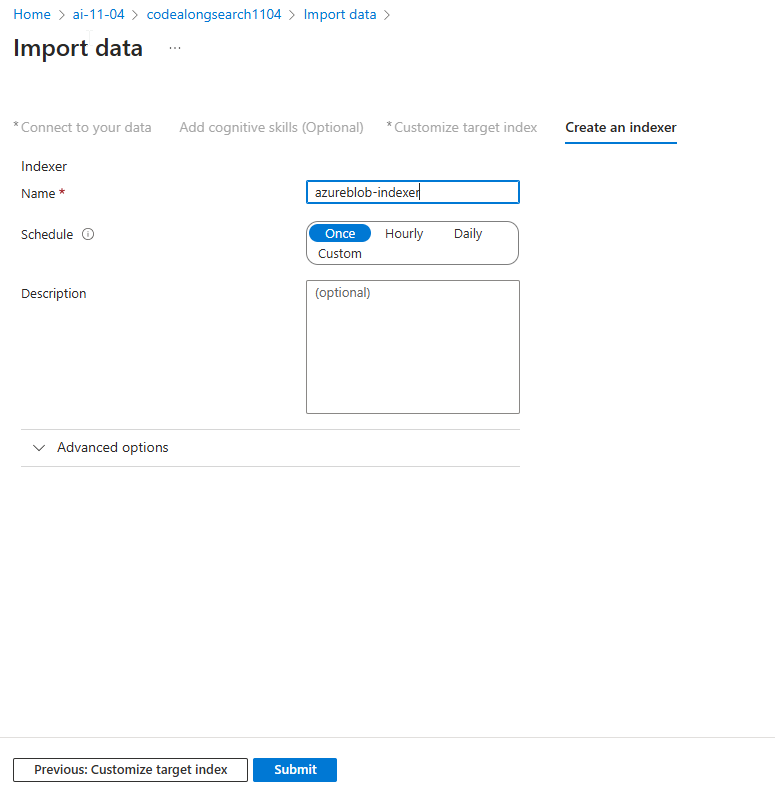 Home > ai-11-04 > codealongsearch1104 > Import data >
Import data ...
* Connect to your data Add cognitive skills (Optional) * Customize target index Create an indexer
Indexer
Name * azureblob-indexer
Schedule Once Hourly Daily
Custom
Description (optional)
Advanced options
Previous: Customize target index Submit